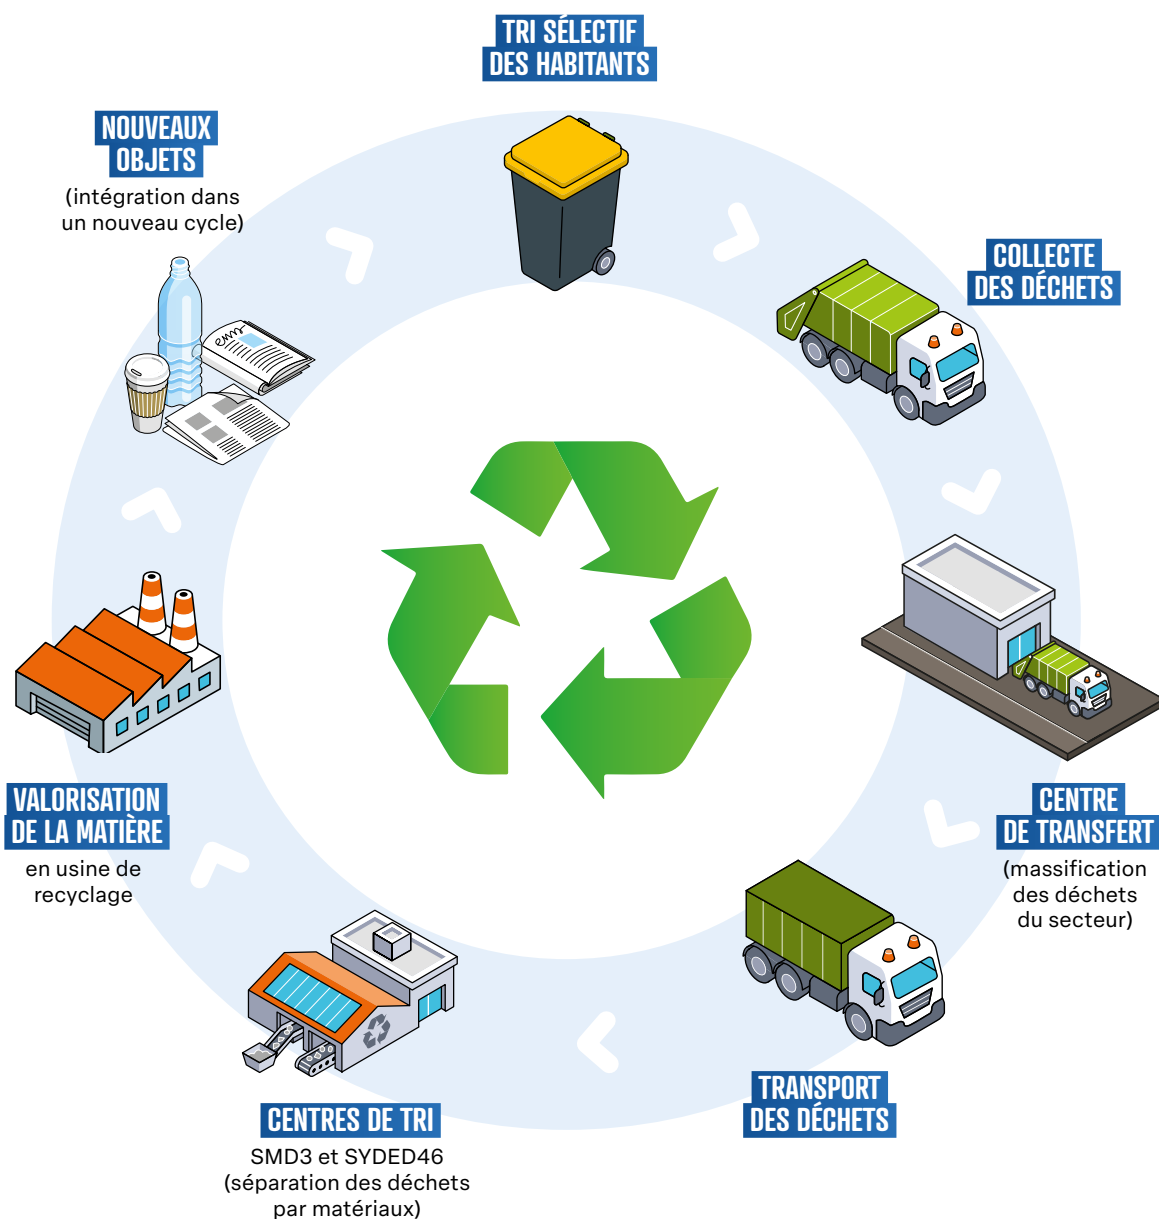 TRI SÉLECTIF
DES HABITANTS
COLLECTE
DES DÉCHETS
CENTRE
DE TRANSFERT
(massification
des déchets
du secteur)
TRANSPORT
DES DÉCHETS
CENTRES DE TRI
SMD3 et SYDED46
(séparation des déchets
par matériaux)
VALORISATION
DE LA MATIÈRE
en usine de
recyclage
NOUVEAUX
OBJETS
(intégration dans
un nouveau cycle)